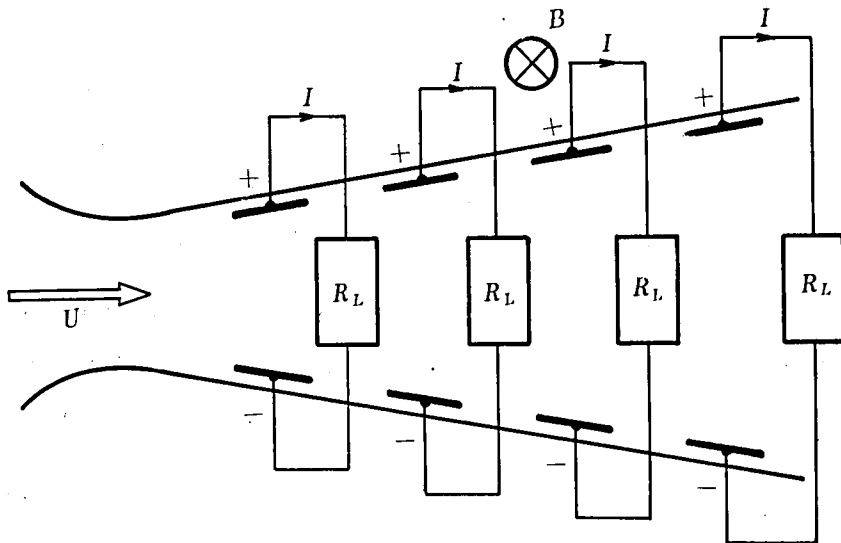 B
I I I I
+ + + +
U
R_L R_L R_L R_L
− − − −